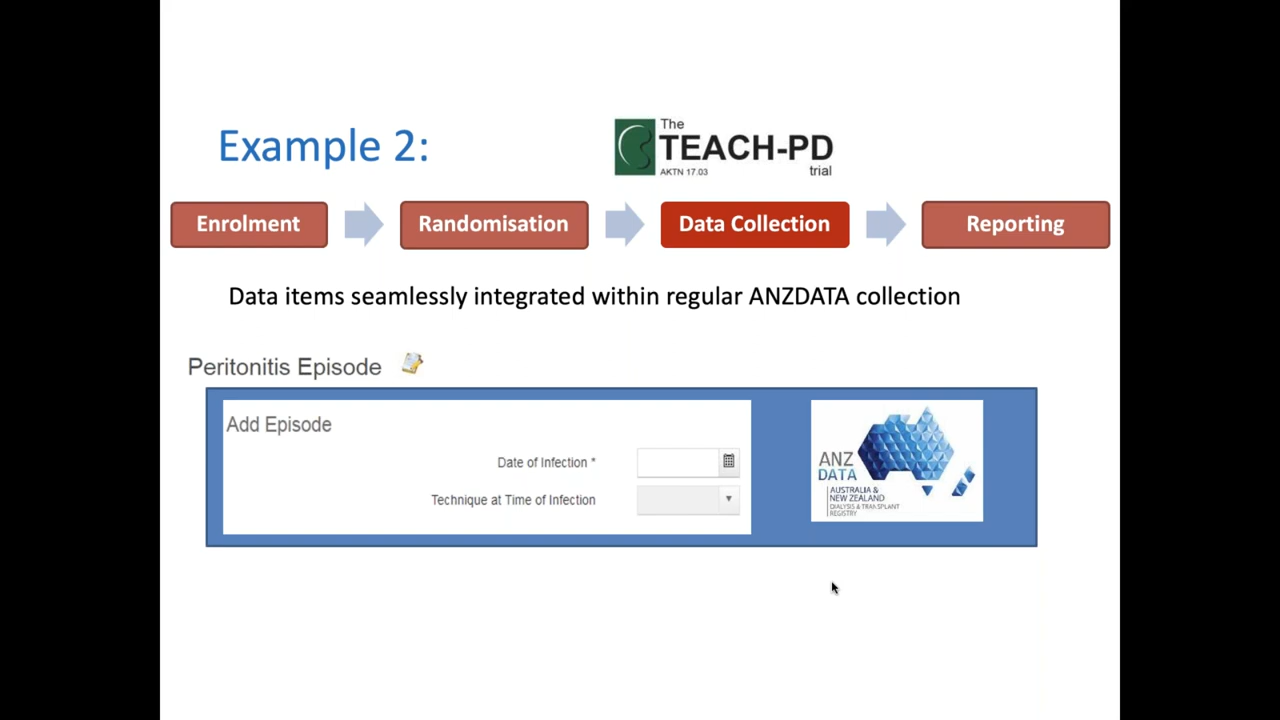 Example 2:
The
TEACH-PD
AKTN 17.03
trial
Enrolment
Randomisation
Data Collection
Reporting
Data items seamlessly integrated within regular ANZDATA collection
Peritonitis Episode
Add Episode
Date of Infection *
Technique at Time of Infection
ANZ
DATA
AUSTRALIA &
NEW ZEALAND
DIALYSIS & TRANSPLANT
REGISTRY